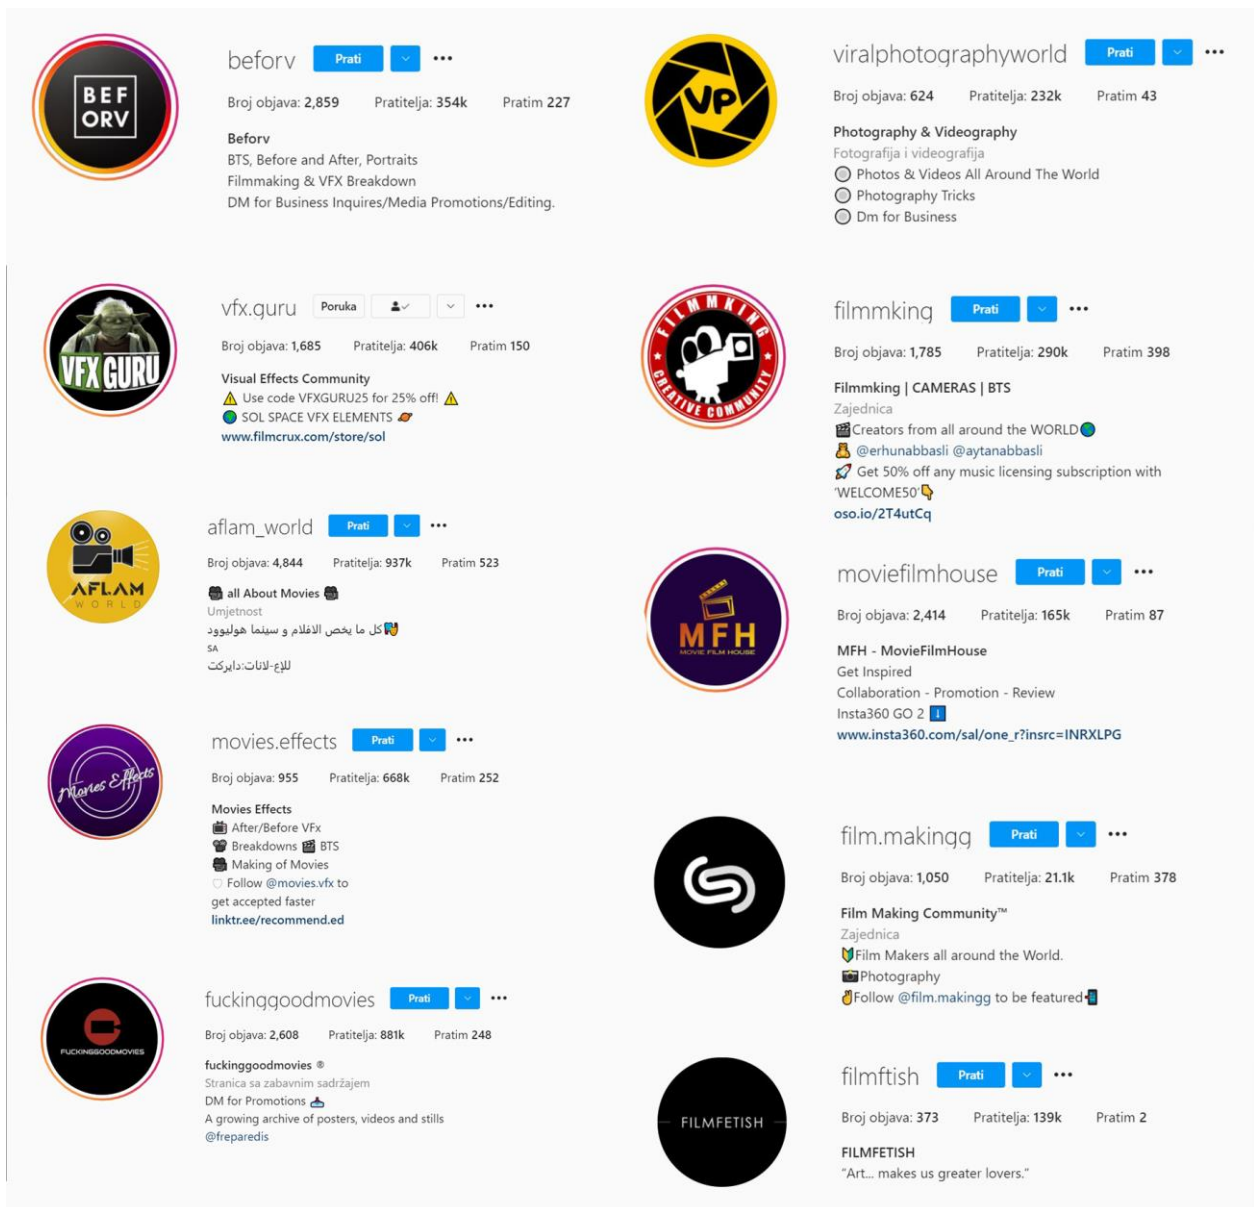 BEF
ORV
beforv Prati
Broj objava: 2,859 Pratitelja: 354k Pratim 227
Beforv
BTS, Before and After, Portraits
Filmmaking & VFX Breakdown
DM for Business Inquires/Media Promotions/Editing.
VFX GURU
vfx.guru Poruka
Broj objava: 1,685 Pratitelja: 406k Pratim 150
Visual Effects Community
⚠️ Use code VFXGURU25 for 25% off! ⚠️
🌍 SOL SPACE VFX ELEMENTS 🪐
www.filmcrux.com/store/sol
AFLAM
WORLD
aflam_world Prati
Broj objava: 4,844 Pratitelja: 937k Pratim 523
🎥 all About Movies 🎥
Umjetnost
كل ما يخص الافلام و سينما هوليوود
SA
للإع-لانات:دايركت
Movies Effects
movies.effects Prati
Broj objava: 955 Pratitelja: 668k Pratim 252
Movies Effects
📺 After/Before VFx
📽 Breakdowns 🎬 BTS
🎥 Making of Movies
🛡 Follow @movies.vfx to
get accepted faster
linktr.ee/recommend.ed
FUCKINGGOODMOVIES
fuckinggoodmovies Prati
Broj objava: 2,608 Pratitelja: 881k Pratim 248
fuckinggoodmovies ®
Stranica sa zabavnim sadržajem
DM for Promotions 📥
A growing archive of posters, videos and stills
@freparedis
VP
viralphotographyworld Prati
Broj objava: 624 Pratitelja: 232k Pratim 43
Photography & Videography
Fotografija i videografija
🔘 Photos & Videos All Around The World
🔘 Photography Tricks
🔘 Dm for Business
FILMMKING
CREATIVE COMMUNITY
filmmking Prati
Broj objava: 1,785 Pratitelja: 290k Pratim 398
Filmmking | CAMERAS | BTS
Zajednica
🎬Creators from all around the WORLD🌍
🧸 @erhunabbasli @aytanabbasli
🚀 Get 50% off any music licensing subscription with
'WELCOME50'👇
oso.io/2T4utCq
MFH
MOVIE FILM HOUSE
moviefilmhouse Prati
Broj objava: 2,414 Pratitelja: 165k Pratim 87
MFH - MovieFilmHouse
Get Inspired
Collaboration - Promotion - Review
Insta360 GO 2 ⬇️
www.insta360.com/sal/one_r?insrc=INRXLPG
film.makingg Prati
Broj objava: 1,050 Pratitelja: 21.1k Pratim 378
Film Making Community™
Zajednica
🔰Film Makers all around the World.
📸Photography
✌Follow @film.makingg to be featured📲
FILMFETISH
filmftish Prati
Broj objava: 373 Pratitelja: 139k Pratim 2
FILMFETISH
"Art... makes us greater lovers."